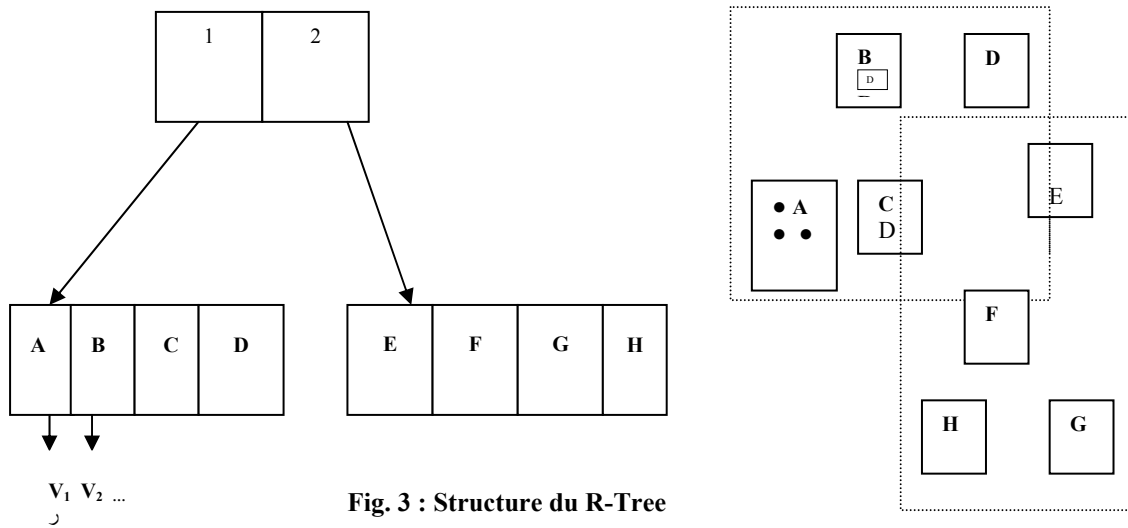 1 2
A B C D
E F G H
V1 V2 ...
B
D
D
A
C
D
E
F
H G
Fig. 3 : Structure du R-Tree